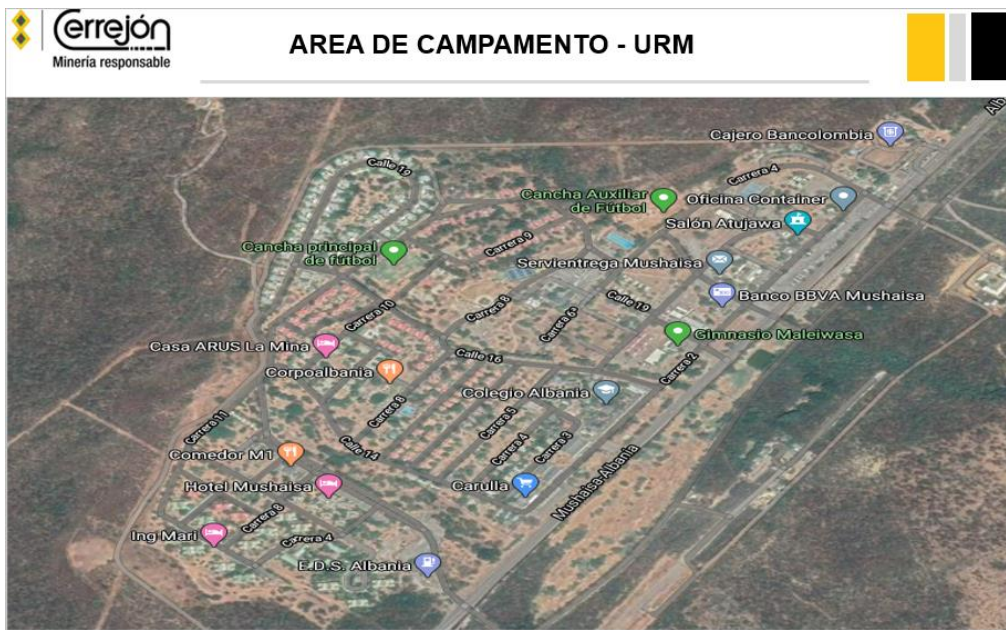 Cerrejón
Minería responsable
AREA DE CAMPAMENTO - URM
Cajero Bancolombia
Calle 19
Carrera 4
Cancha Auxiliar
de Fútbol
Oficina Container
Salón Atujawa
Cancha principal
de fútbol
Carrera 9
Servientrega Mushaisa
Calle 19
Banco BBVA Mushaisa
Carrera 8
Carrera 10
Gimnasio Maleiwasa
Casa ARUS La Mina
Calle 16
Carrera 2
Corpoalbania
Colegio Albania
Carrera 8
Carrera 5
Carrera 11
Carrera 4
Carrera 3
Calle 14
Comedor M1
Hotel Mushaisa
Carulla
Mushaisa-Albania
Carrera 8
Ing Mari
Carrera 4
E.D.S. Albania